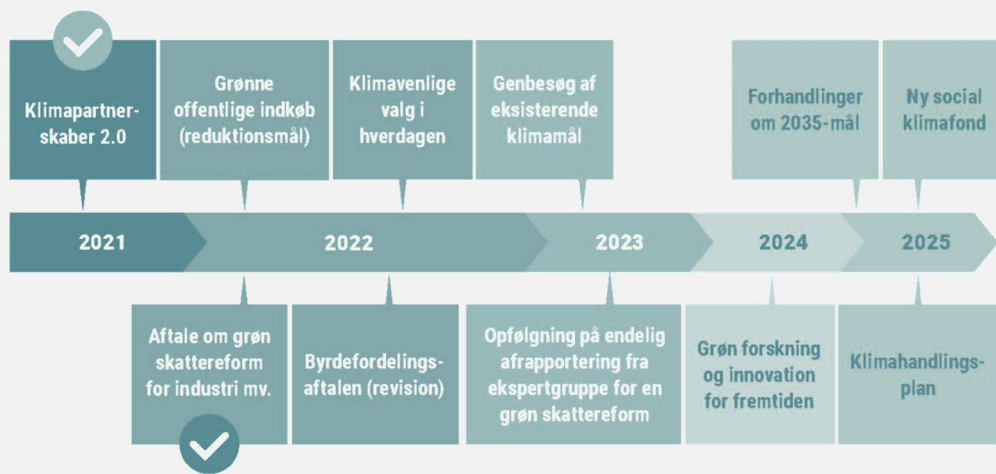 Klimapartner-
skaber 2.0
Grønne
offentlige indkøb
(reduktionsmål)
Klimavenlige
valg i
hverdagen
Genbesøg af
eksisterende
klimamål
Forhandlinger
om 2035-mål
Ny social
klimafond
2021
2022
2023
2024
2025
Aftale om grøn
skattereform
for industri mv.
Byrdefordelings-
aftalen (revision)
Opfølgning på endelig
afrapportering fra
ekspertgruppe for en
grøn skattereform
Grøn forskning
og innovation
for fremtiden
Klimahandlings-
plan